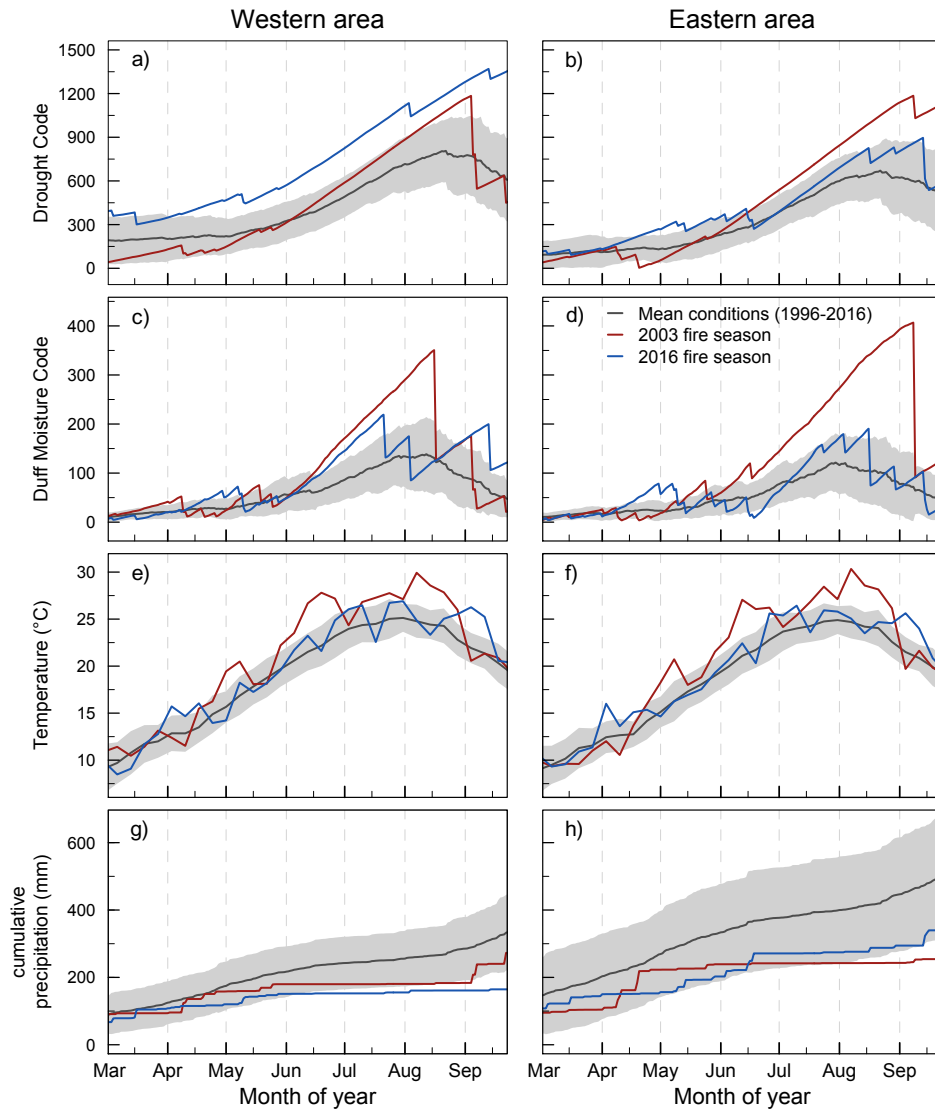 Western area
Eastern area
a)
b)
Drought Code
1500
1200
900
600
300
0
c)
d)
Mean conditions (1996-2016)
2003 fire season
2016 fire season
Duff Moisture Code
400
300
200
100
0
e)
f)
Temperature (°C)
30
25
20
15
10
g)
h)
cumulative
precipitation (mm)
600
400
200
0
Mar Apr May Jun Jul Aug Sep
Mar Apr May Jun Jul Aug Sep
Month of year
Month of year